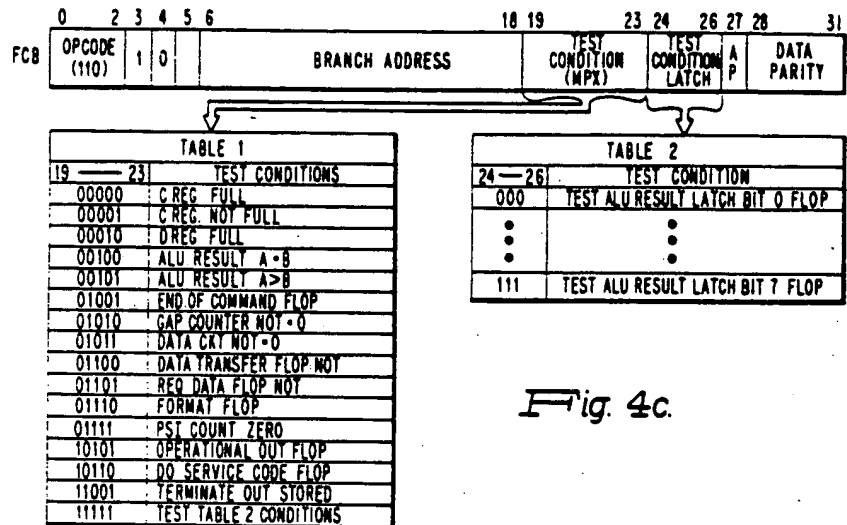 0 2 3 4 5 6 18 19 23 24 26 27 28 31
FCB OPCODE (110) 1 0 BRANCH ADDRESS TEST CONDITION (MPX) TEST CONDITION LATCH A P DATA PARITY
TABLE 1
19 — 23 TEST CONDITIONS
00000 C REG FULL
00001 C REG. NOT FULL
00010 D REG FULL
00100 ALU RESULT A=B
00101 ALU RESULT A>B
01001 END OF COMMAND FLOP
01010 GAP COUNTER NOT=0
01011 DATA CKT NOT=0
01100 DATA TRANSFER FLOP NOT
01101 REQ DATA FLOP NOT
01110 FORMAT FLOP
01111 PSI COUNT ZERO
10101 OPERATIONAL OUT FLOP
10110 DO SERVICE CODE FLOP
11001 TERMINATE OUT STORED
11111 TEST TABLE 2 CONDITIONS
TABLE 2
24 — 26 TEST CONDITION
000 TEST ALU RESULT LATCH BIT 0 FLOP
111 TEST ALU RESULT LATCH BIT 7 FLOP
Fig. 4c.